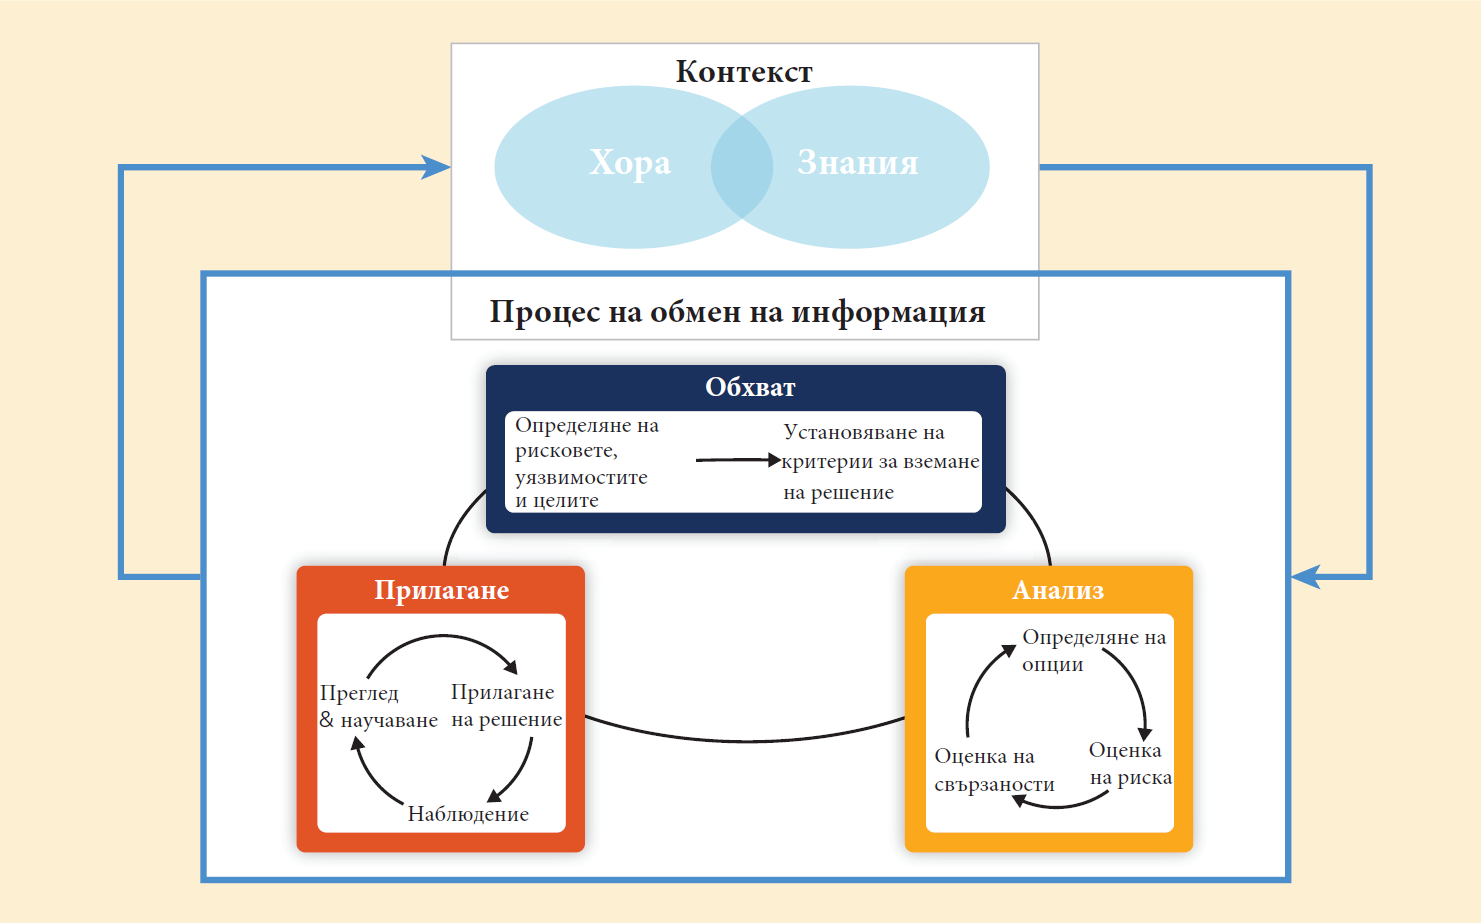 Контекст
Хора
Знания
Процес на обмен на информация
Обхват
Определяне на
рисковете,
уязвимостите
и целите
Установяване на
критерии за вземане
на решение
Прилагане
Преглед
& научаване
Прилагане
на решение
Наблюдение
Анализ
Определяне на
опции
Оценка
на риска
Оценка на
свързаности